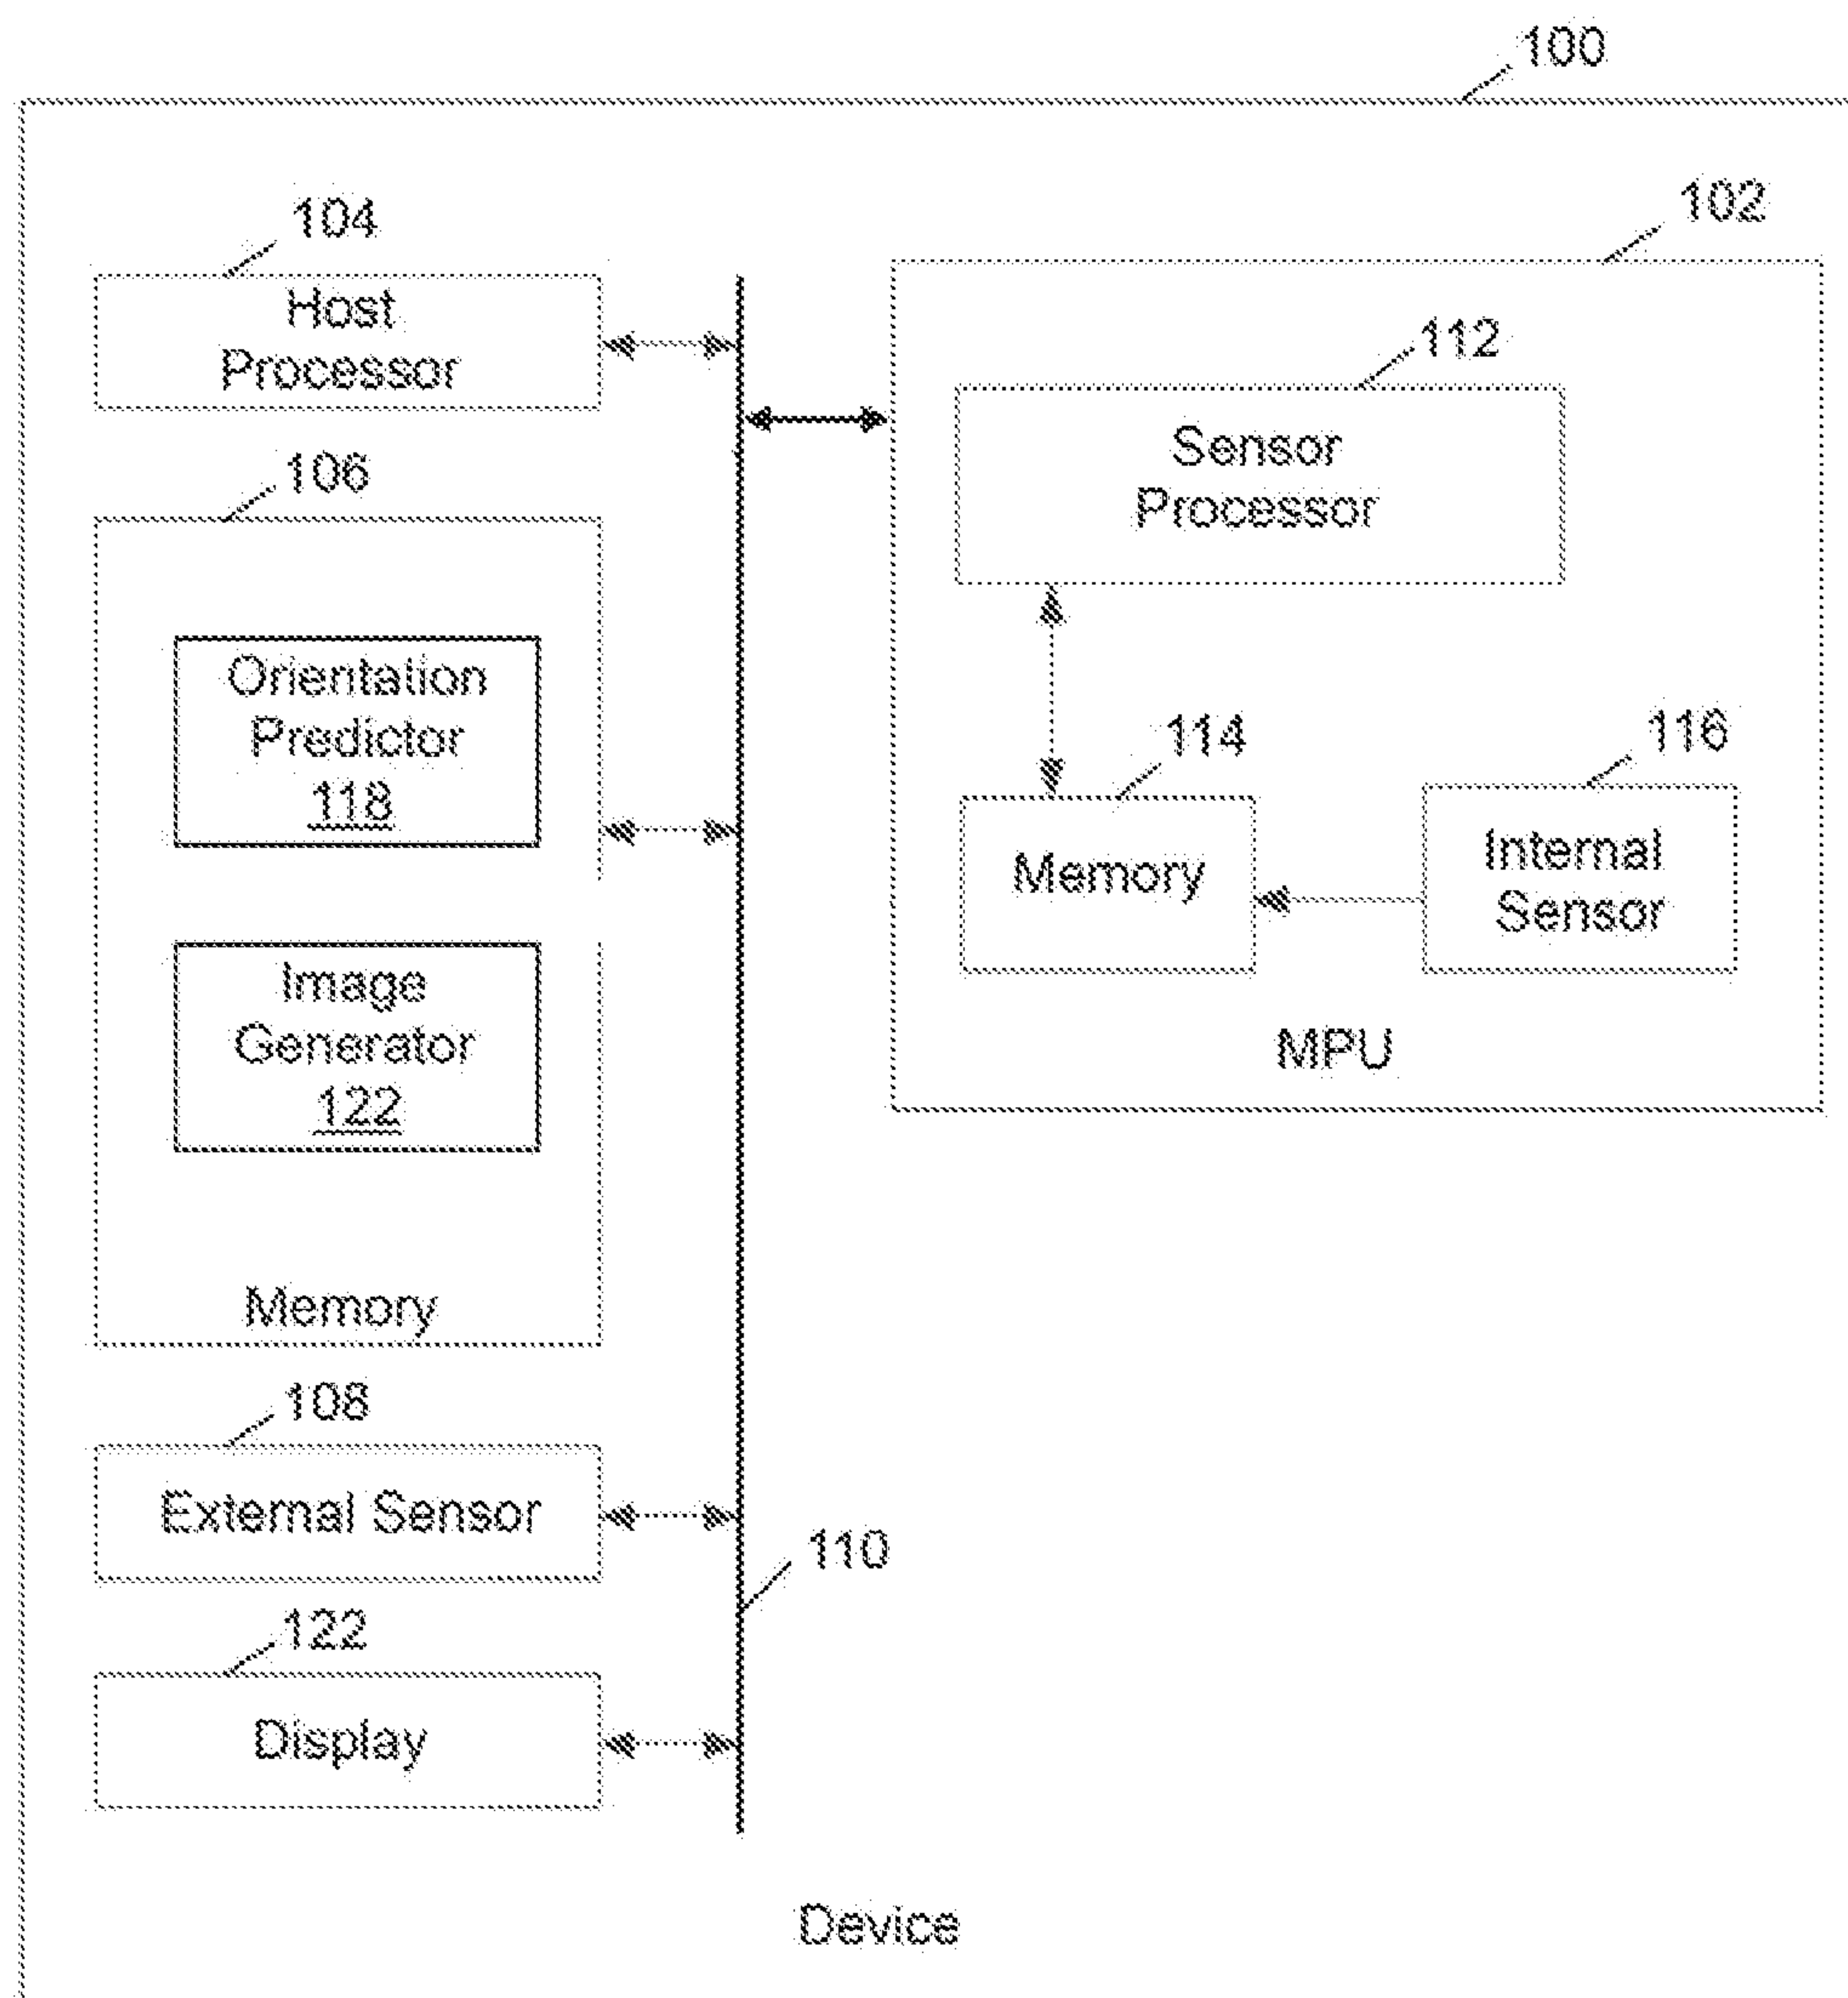 100
102
104
Host
Processor
112
Sensor
Processor
106
Orientation
Predictor
118
114
116
Memory
Internal
Sensor
Image
Generator
122
MPU
Memory
108
External Sensor
110
122
Display
Device